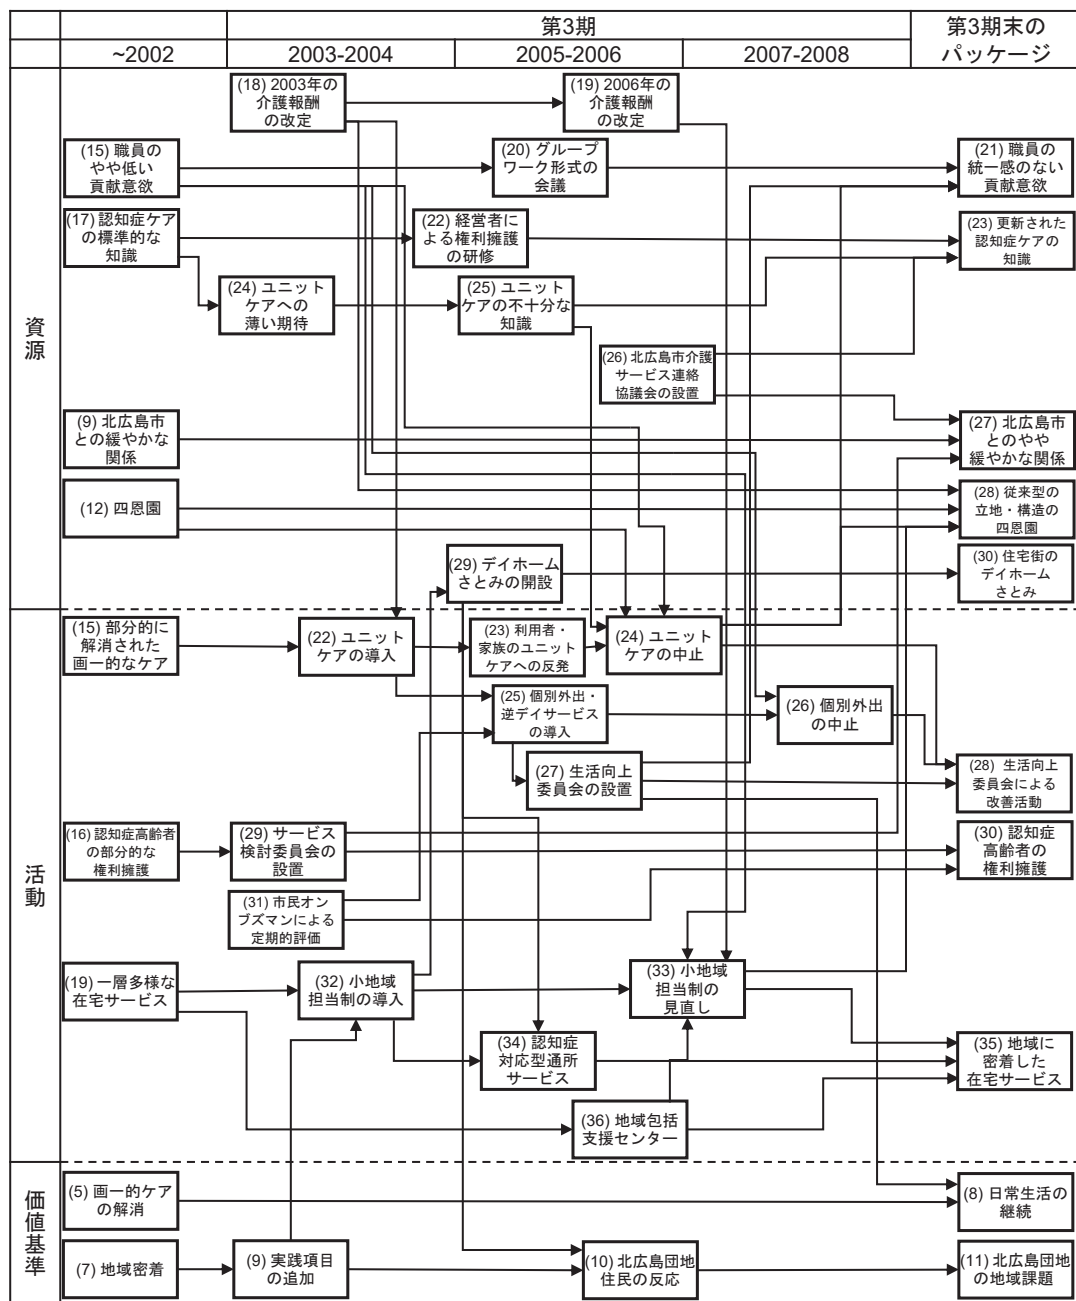 第3期
第3期末の
パッケージ
~2002
2003-2004
2005-2006
2007-2008
資源
(18) 2003年の
介護報酬
の改定
(19) 2006年の
介護報酬
の改定
(15) 職員の
やや低い
貢献意欲
(20) グループ
ワーク形式の
会議
(21) 職員の
統一感のない
貢献意欲
(17) 認知症ケア
の標準的な
知識
(22) 経営者に
よる権利擁護
の研修
(23) 更新された
認知症ケアの
知識
(24) ユニット
ケアへの
薄い期待
(25) ユニット
ケアの不十分な
知識
(26) 北広島市介護
サービス連絡
協議会の設置
(9) 北広島市
との緩やかな
関係
(27) 北広島市
とのやや
緩やかな関係
(12) 四恩園
(28) 従来型の
立地・構造の
四恩園
(29) デイホーム
さとみの開設
(30) 住宅街の
デイホーム
さとみ
活動
(15) 部分的に
解消された
画一的なケア
(22) ユニット
ケアの導入
(23) 利用者・
家族のユニット
ケアへの反発
(24) ユニット
ケアの中止
(25) 個別外出・
逆デイサービス
の導入
(26) 個別外出
の中止
(27) 生活向上
委員会の設置
(28) 生活向上
委員会による
改善活動
(16) 認知症高齢者
の部分的な
権利擁護
(29) サービス
検討委員会の
設置
(30) 認知症
高齢者の
権利擁護
(31) 市民オン
ブズマンによる
定期的評価
(19) 一層多様な
在宅サービス
(32) 小地域
担当制の導入
(33) 小地域
担当制の
見直し
(34) 認知症
対応型通所
サービス
(35) 地域に
密着した
在宅サービス
(36) 地域包括
支援センター
価値基準
(5) 画一的ケア
の解消
(8) 日常生活の
継続
(7) 地域密着
(9) 実践項目
の追加
(10) 北広島団地
住民の反応
(11) 北広島団地
の地域課題